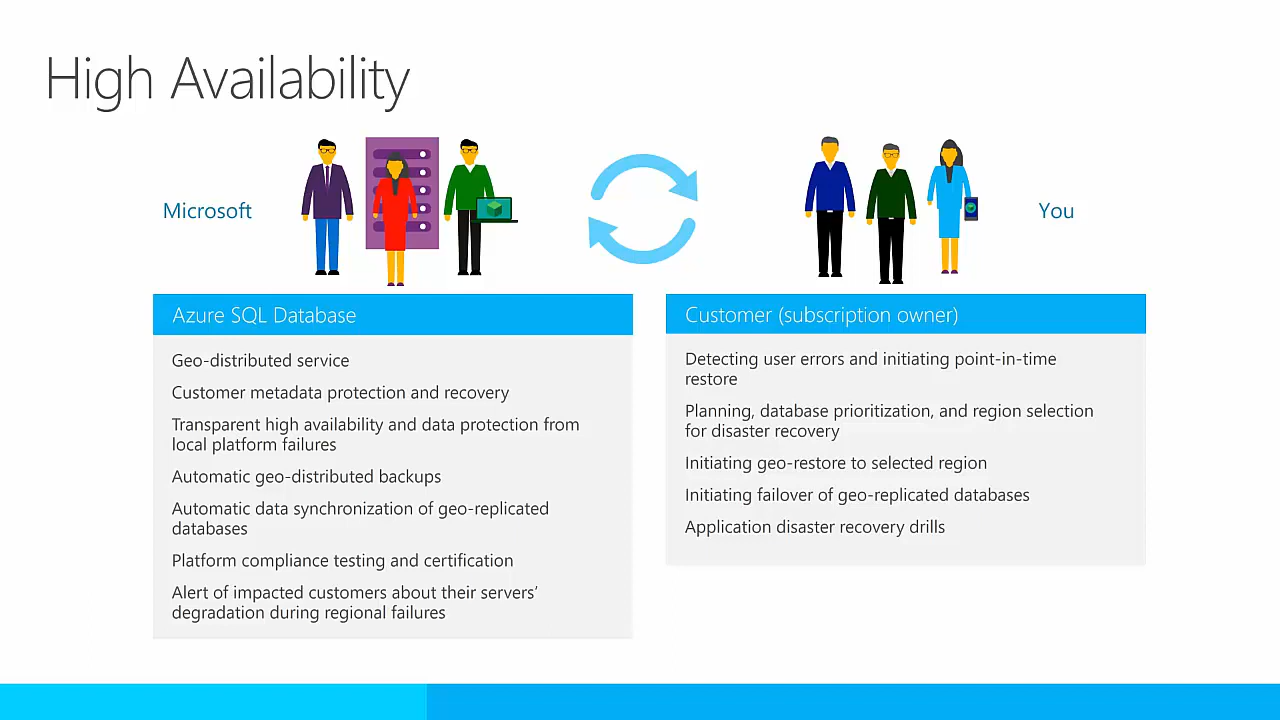 High Availability
Microsoft
You
Azure SQL Database
Geo-distributed service
Customer metadata protection and recovery
Transparent high availability and data protection from
local platform failures
Automatic geo-distributed backups
Automatic data synchronization of geo-replicated
databases
Platform compliance testing and certification
Alert of impacted customers about their servers’
degradation during regional failures
Customer (subscription owner)
Detecting user errors and initiating point-in-time
restore
Planning, database prioritization, and region selection
for disaster recovery
Initiating geo-restore to selected region
Initiating failover of geo-replicated databases
Application disaster recovery drills